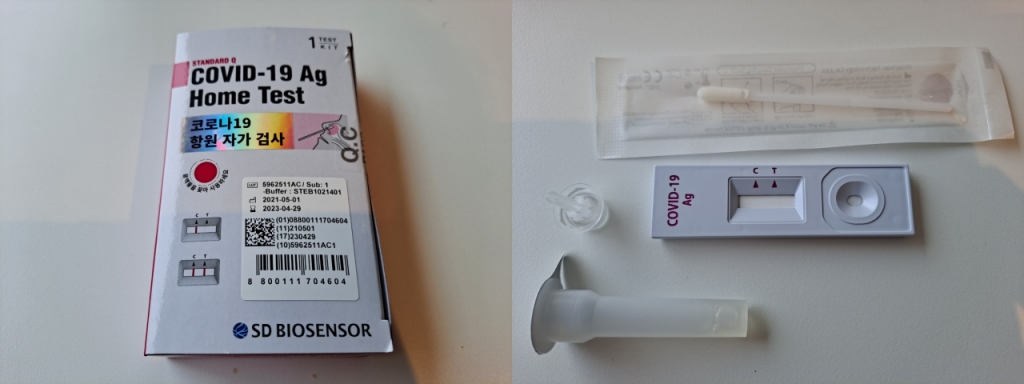 1 TEST KIT
STANDARD Q
COVID-19 Ag
Home Test
코로나19
항원 자가 검사
Q.C
REF 5962511AC/ Sub: 1
-Buffer : STEB1021401
2021-05-01
2023-04-29
(01)08800111704604
(11)210501
(17)230429
(10)5962511AC1
8 800111 704604
C T
C T
SD BIOSENSOR
C T
COVID-19
Ag